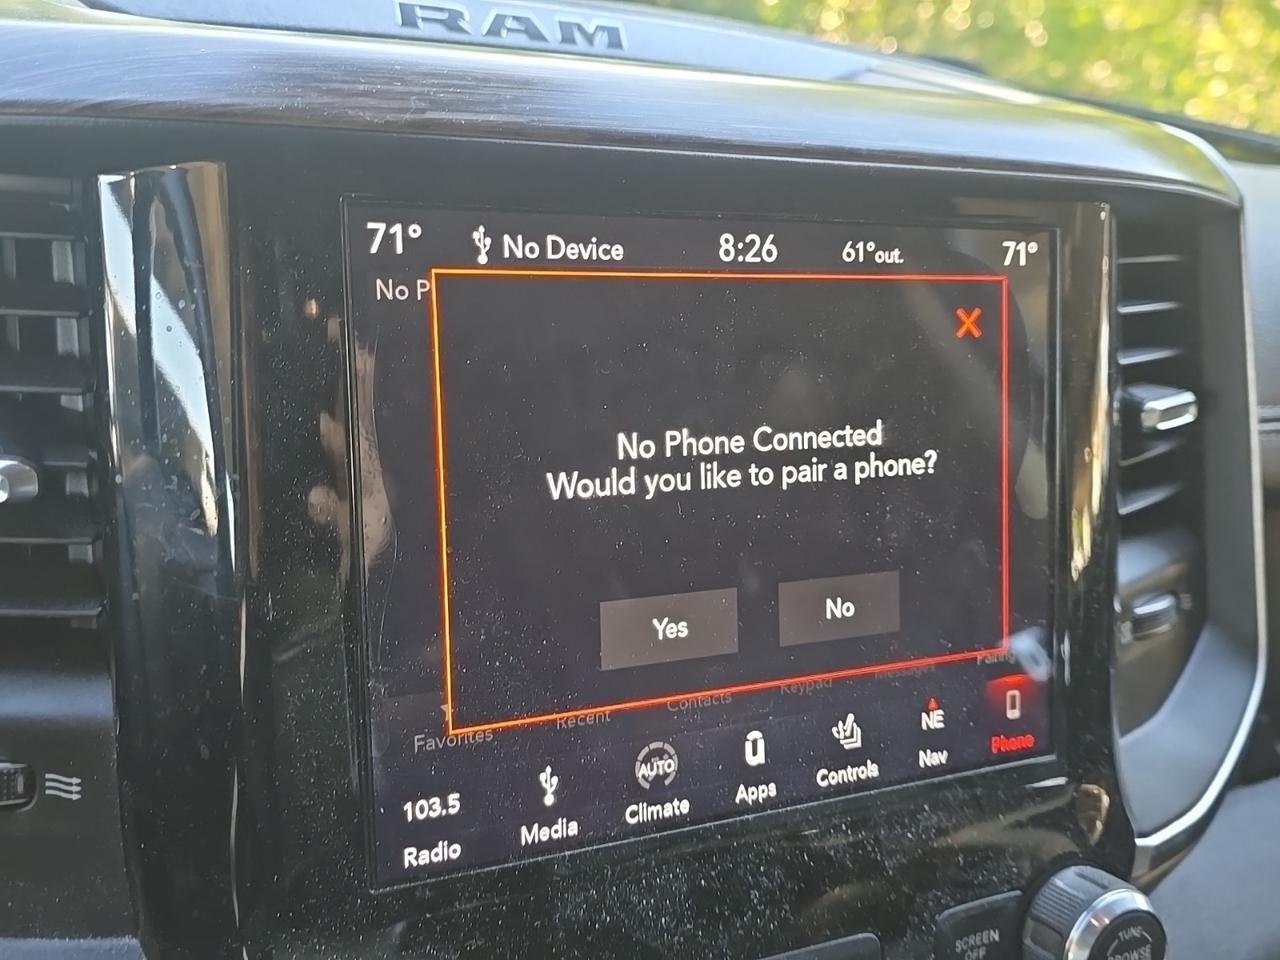 RAM
71° No Device 8:26 61°out. 71°
No P
X
No Phone Connected
Would you like to pair a phone?
Yes No
Favorites Recent Contacts Keypad
103.5 AUTO NE
Radio Media Climate Apps Controls Nav Phone
SCREEN
OFF
TUNE
BROWSE